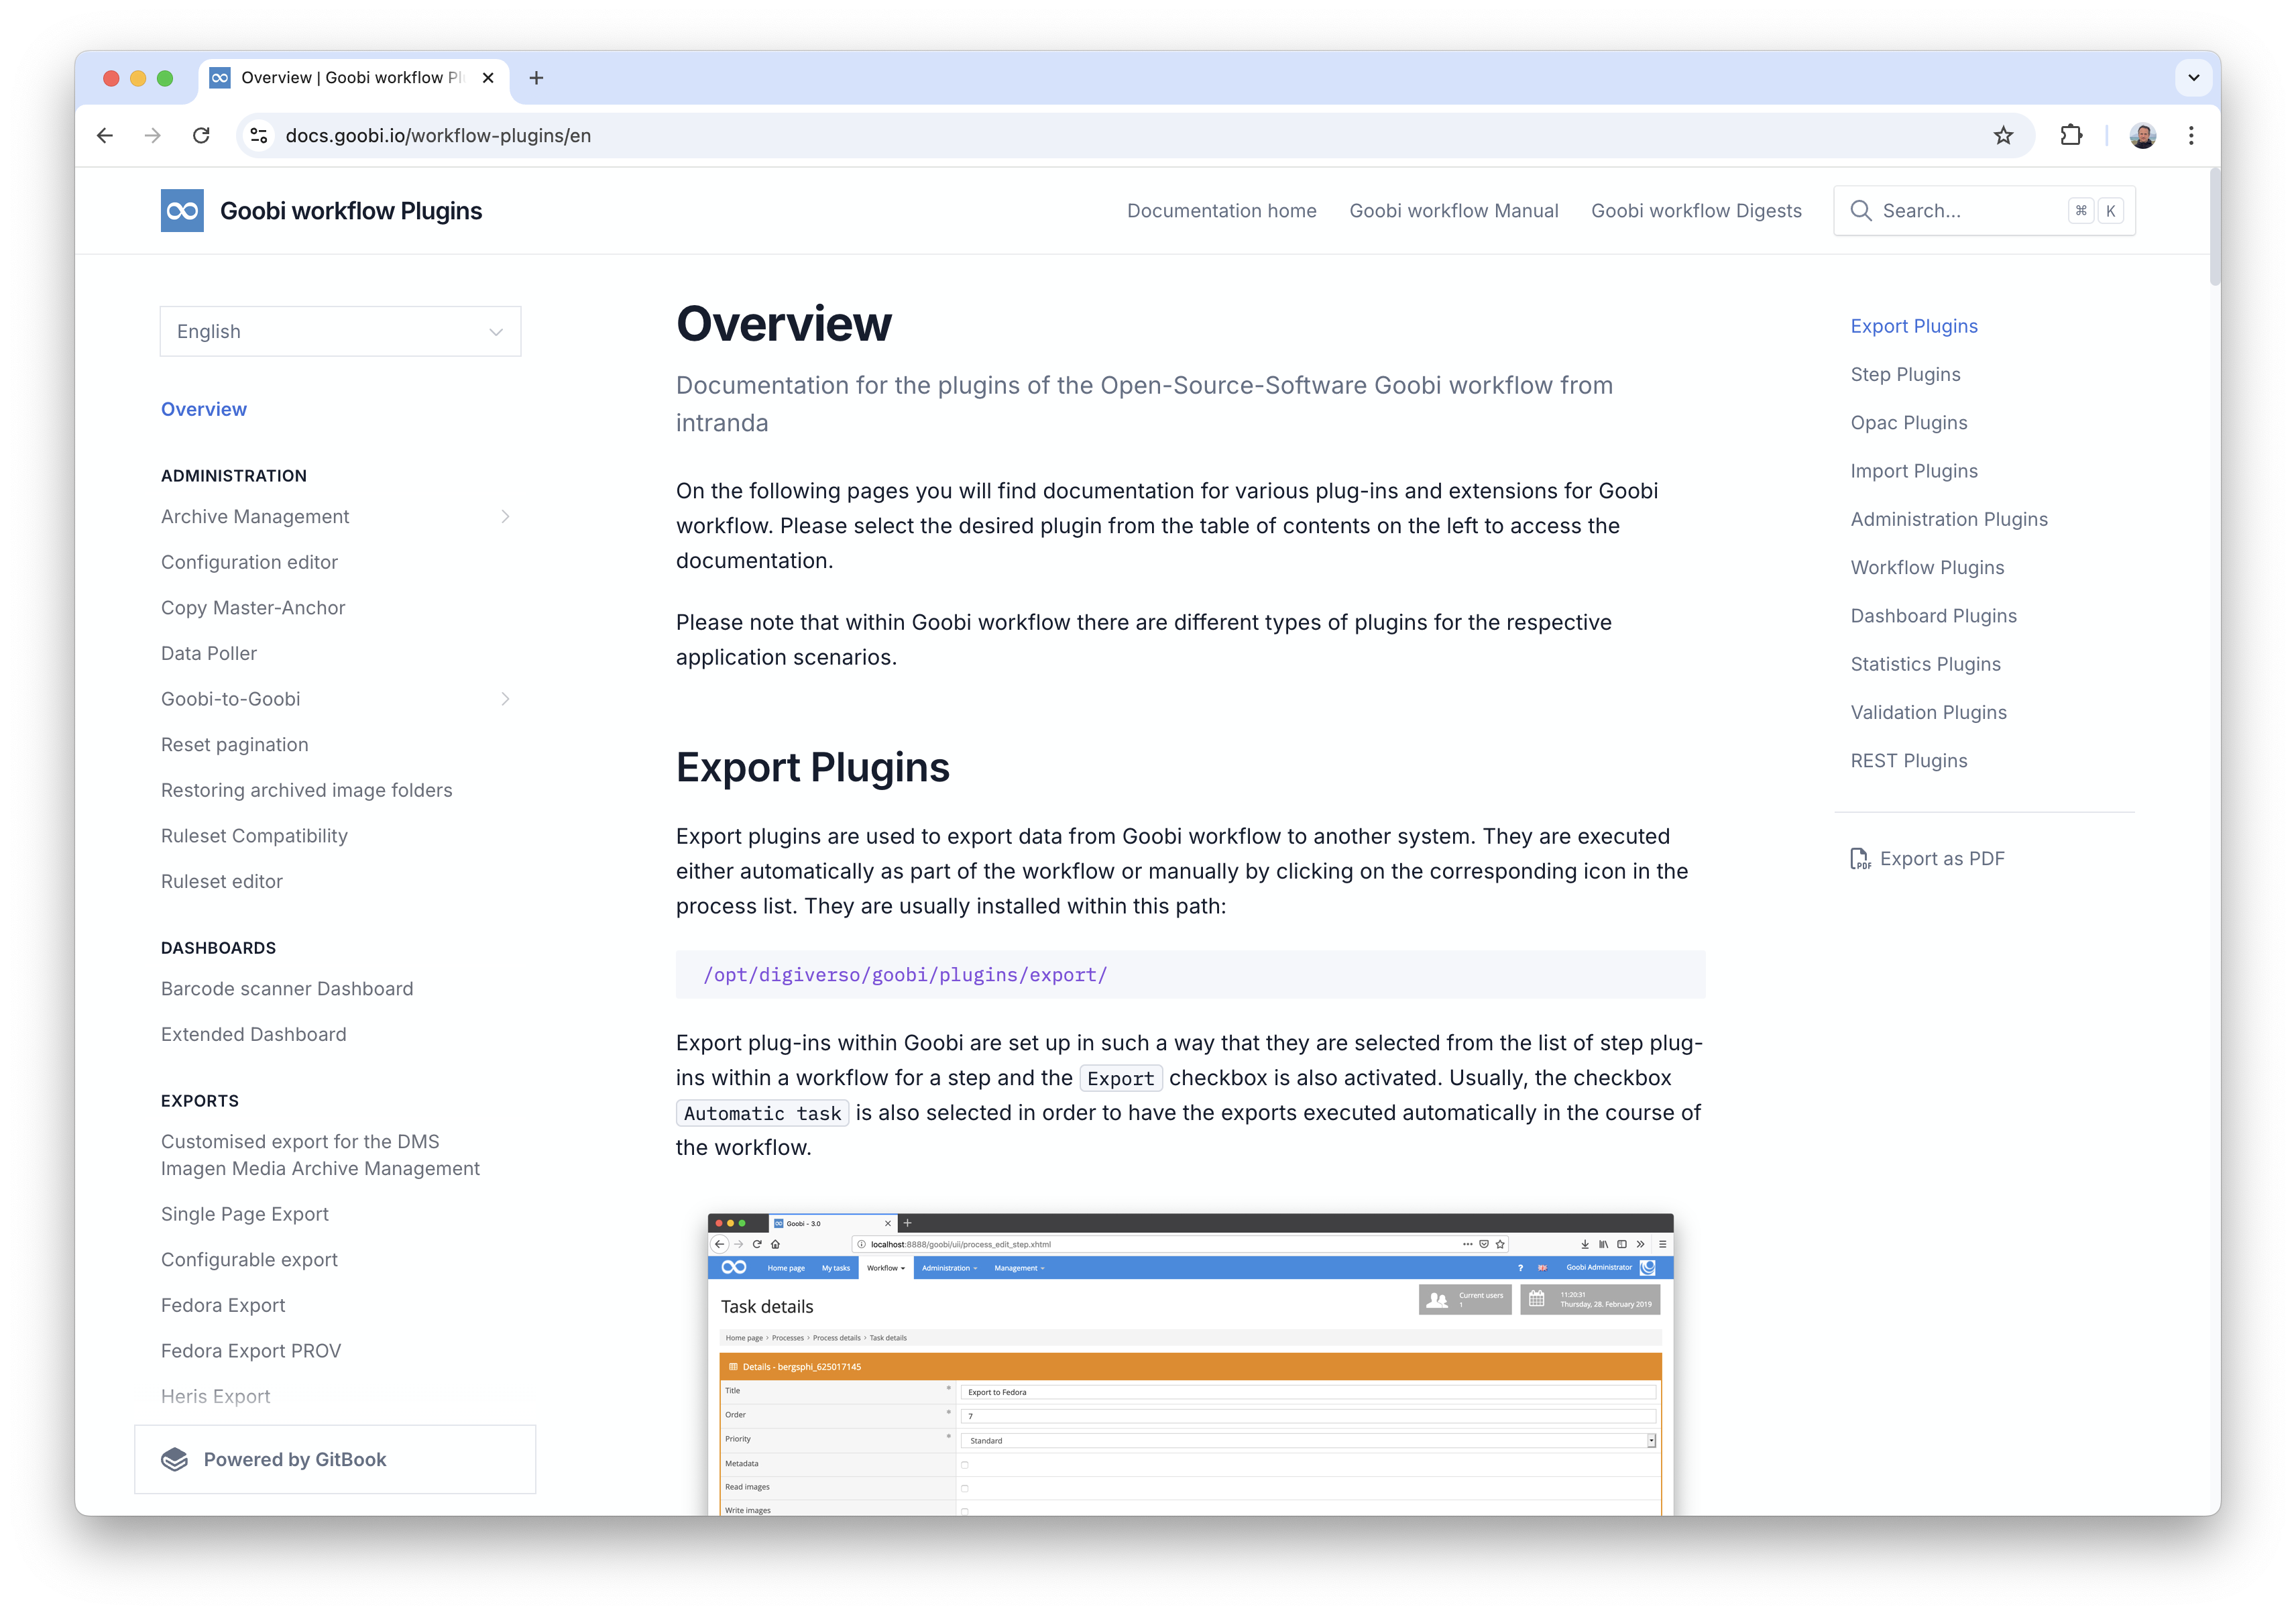 Overview | Goobi workflow Pl
docs.goobi.io/workflow-plugins/en
Goobi workflow Plugins
Documentation home
Goobi workflow Manual
Goobi workflow Digests
Search...
⌘ K
English
Overview
ADMINISTRATION
Archive Management
Configuration editor
Copy Master-Anchor
Data Poller
Goobi-to-Goobi
Reset pagination
Restoring archived image folders
Ruleset Compatibility
Ruleset editor
DASHBOARDS
Barcode scanner Dashboard
Extended Dashboard
EXPORTS
Customised export for the DMS
Imagen Media Archive Management
Single Page Export
Configurable export
Fedora Export
Fedora Export PROV
Heris Export
Powered by GitBook
Overview
Documentation for the plugins of the Open-Source-Software Goobi workflow from
intranda
On the following pages you will find documentation for various plug-ins and extensions for Goobi
workflow. Please select the desired plugin from the table of contents on the left to access the
documentation.
Please note that within Goobi workflow there are different types of plugins for the respective
application scenarios.
Export Plugins
Export plugins are used to export data from Goobi workflow to another system. They are executed
either automatically as part of the workflow or manually by clicking on the corresponding icon in the
process list. They are usually installed within this path:
/opt/digiverso/goobi/plugins/export/
Export plug-ins within Goobi are set up in such a way that they are selected from the list of step plug-
ins within a workflow for a step and the Export checkbox is also activated. Usually, the checkbox
Automatic task is also selected in order to have the exports executed automatically in the course of
the workflow.
Goobi - 3.0
localhost:8888/goobi/uii/process_edit_step.xhtml
Home page
My tasks
Workflow
Administration
Management
?
Goobi Administrator
Task details
Current users
1
11:20:31
Thursday, 28. February 2019
Home page › Processes › Process details › Task details
Details - bergsphi_625017145
Title * Export to Fedora
Order * 7
Priority * Standard
Metadata
Read images
Write images
Export Plugins
Step Plugins
Opac Plugins
Import Plugins
Administration Plugins
Workflow Plugins
Dashboard Plugins
Statistics Plugins
Validation Plugins
REST Plugins
PDF Export as PDF